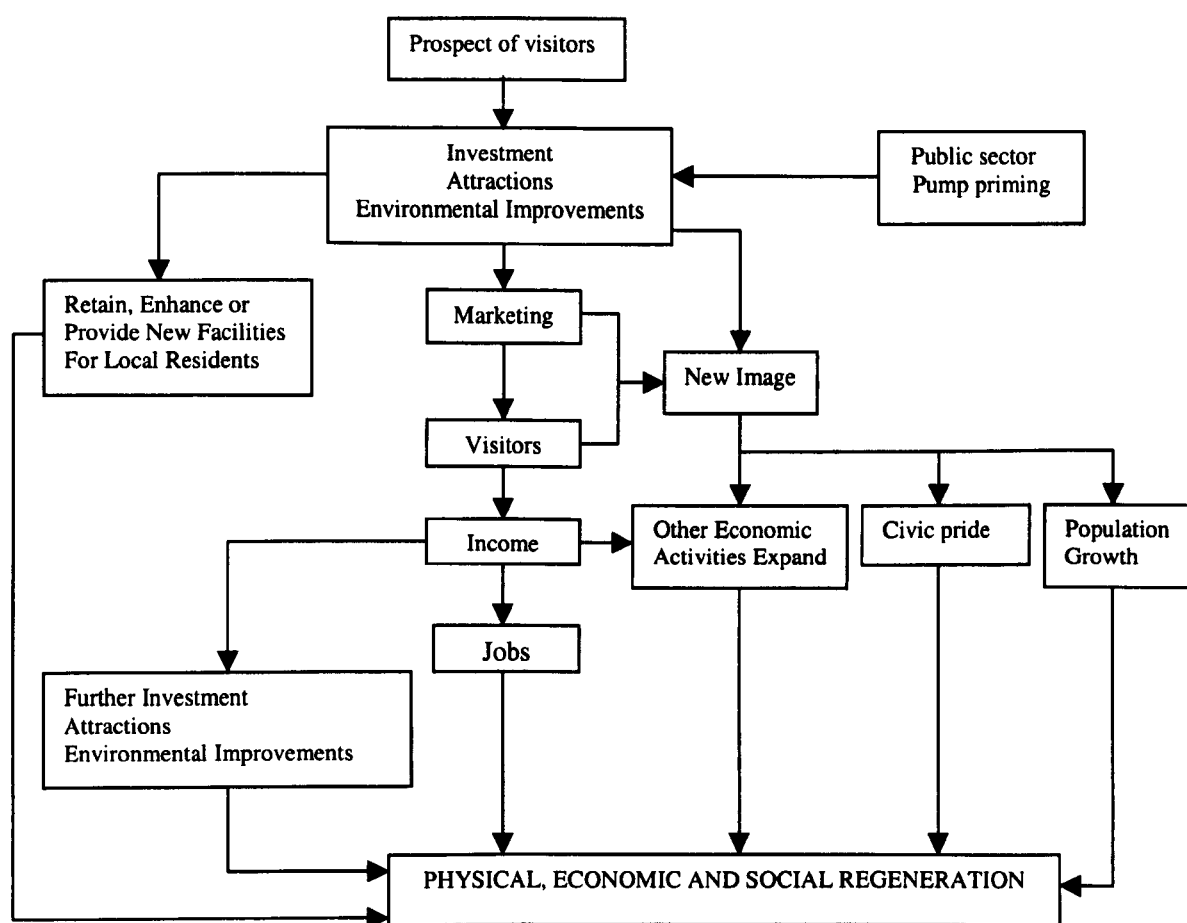 Prospect of visitors
Investment
Attractions
Environmental Improvements
Public sector
Pump priming
Retain, Enhance or
Provide New Facilities
For Local Residents
Marketing
New Image
Visitors
Income
Other Economic
Activities Expand
Civic pride
Population
Growth
Jobs
Further Investment
Attractions
Environmental Improvements
PHYSICAL, ECONOMIC AND SOCIAL REGENERATION